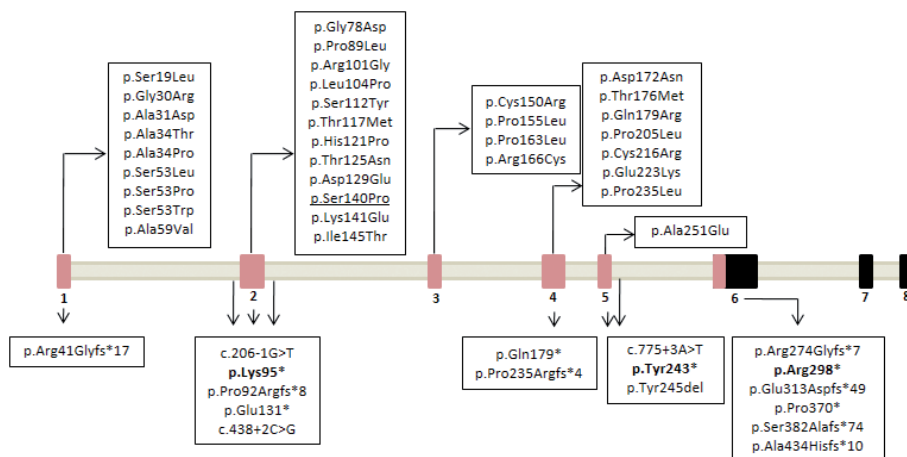 p.Ser19Leu
p.Gly30Arg
p.Ala31Asp
p.Ala34Thr
p.Ala34Pro
p.Ser53Leu
p.Ser53Pro
p.Ser53Trp
p.Ala59Val
p.Gly78Asp
p.Pro89Leu
p.Arg101Gly
p.Leu104Pro
p.Ser112Tyr
p.Thr117Met
p.His121Pro
p.Thr125Asn
p.Asp129Glu
p.Ser140Pro
p.Lys141Glu
p.Ile145Thr
p.Cys150Arg
p.Pro155Leu
p.Pro163Leu
p.Arg166Cys
p.Asp172Asn
p.Thr176Met
p.Gln179Arg
p.Pro205Leu
p.Cys216Arg
p.Glu223Lys
p.Pro235Leu
p.Ala251Glu
1 2 3 4 5 6 7 8
p.Arg41Glyfs*17
c.206-1G>T
p.Lys95*
p.Pro92Argfs*8
p.Glu131*
c.438+2C>G
p.Gln179*
p.Pro235Argfs*4
c.775+3A>T
p.Tyr243*
p.Tyr245del
p.Arg274Glyfs*7
p.Arg298*
p.Glu313Aspfs*49
p.Pro370*
p.Ser382Alafs*74
p.Ala434Hisfs*10